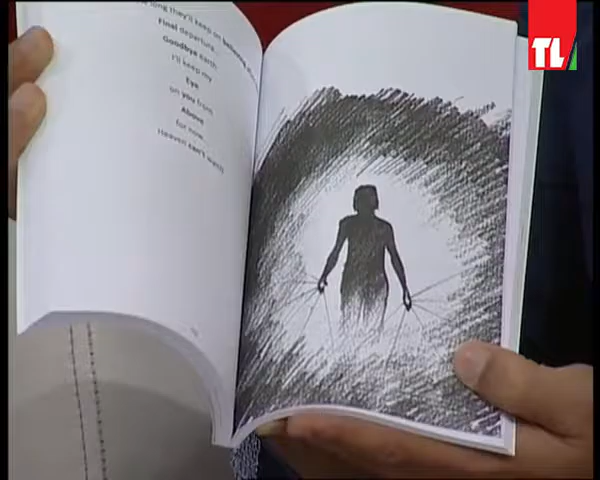 long they'll keep on
Final departure
Goodbye earth
I'll keep my
Eye
on you from
Above
for now
Heaven can't
TL